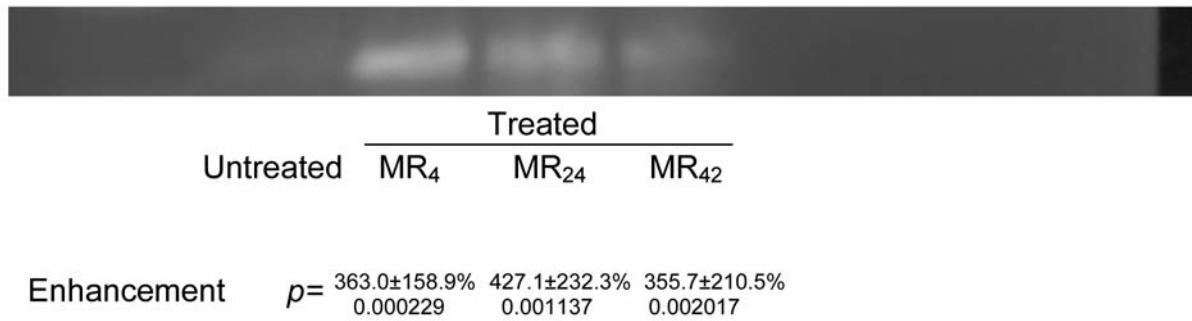 Treated
Untreated MR₄ MR₂₄ MR₄₂
Enhancement p= 363.0±158.9% 427.1±232.3% 355.7±210.5%
0.000229 0.001137 0.002017